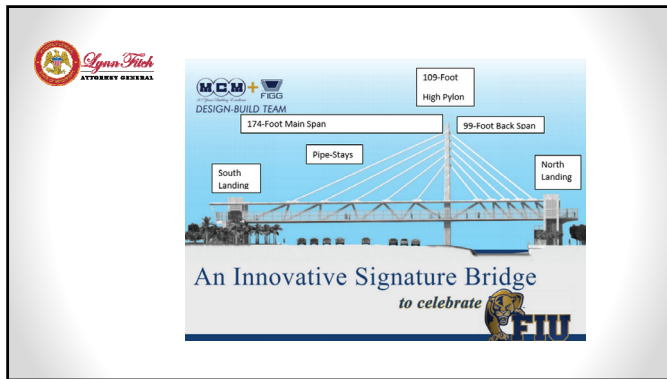 Lynn Fitch
ATTORNEY GENERAL
MCM + FIGG
DESIGN-BUILD TEAM
109-Foot
High Pylon
174-Foot Main Span
99-Foot Back Span
Pipe-Stays
South
Landing
North
Landing
An Innovative Signature Bridge
to celebrate
FIU